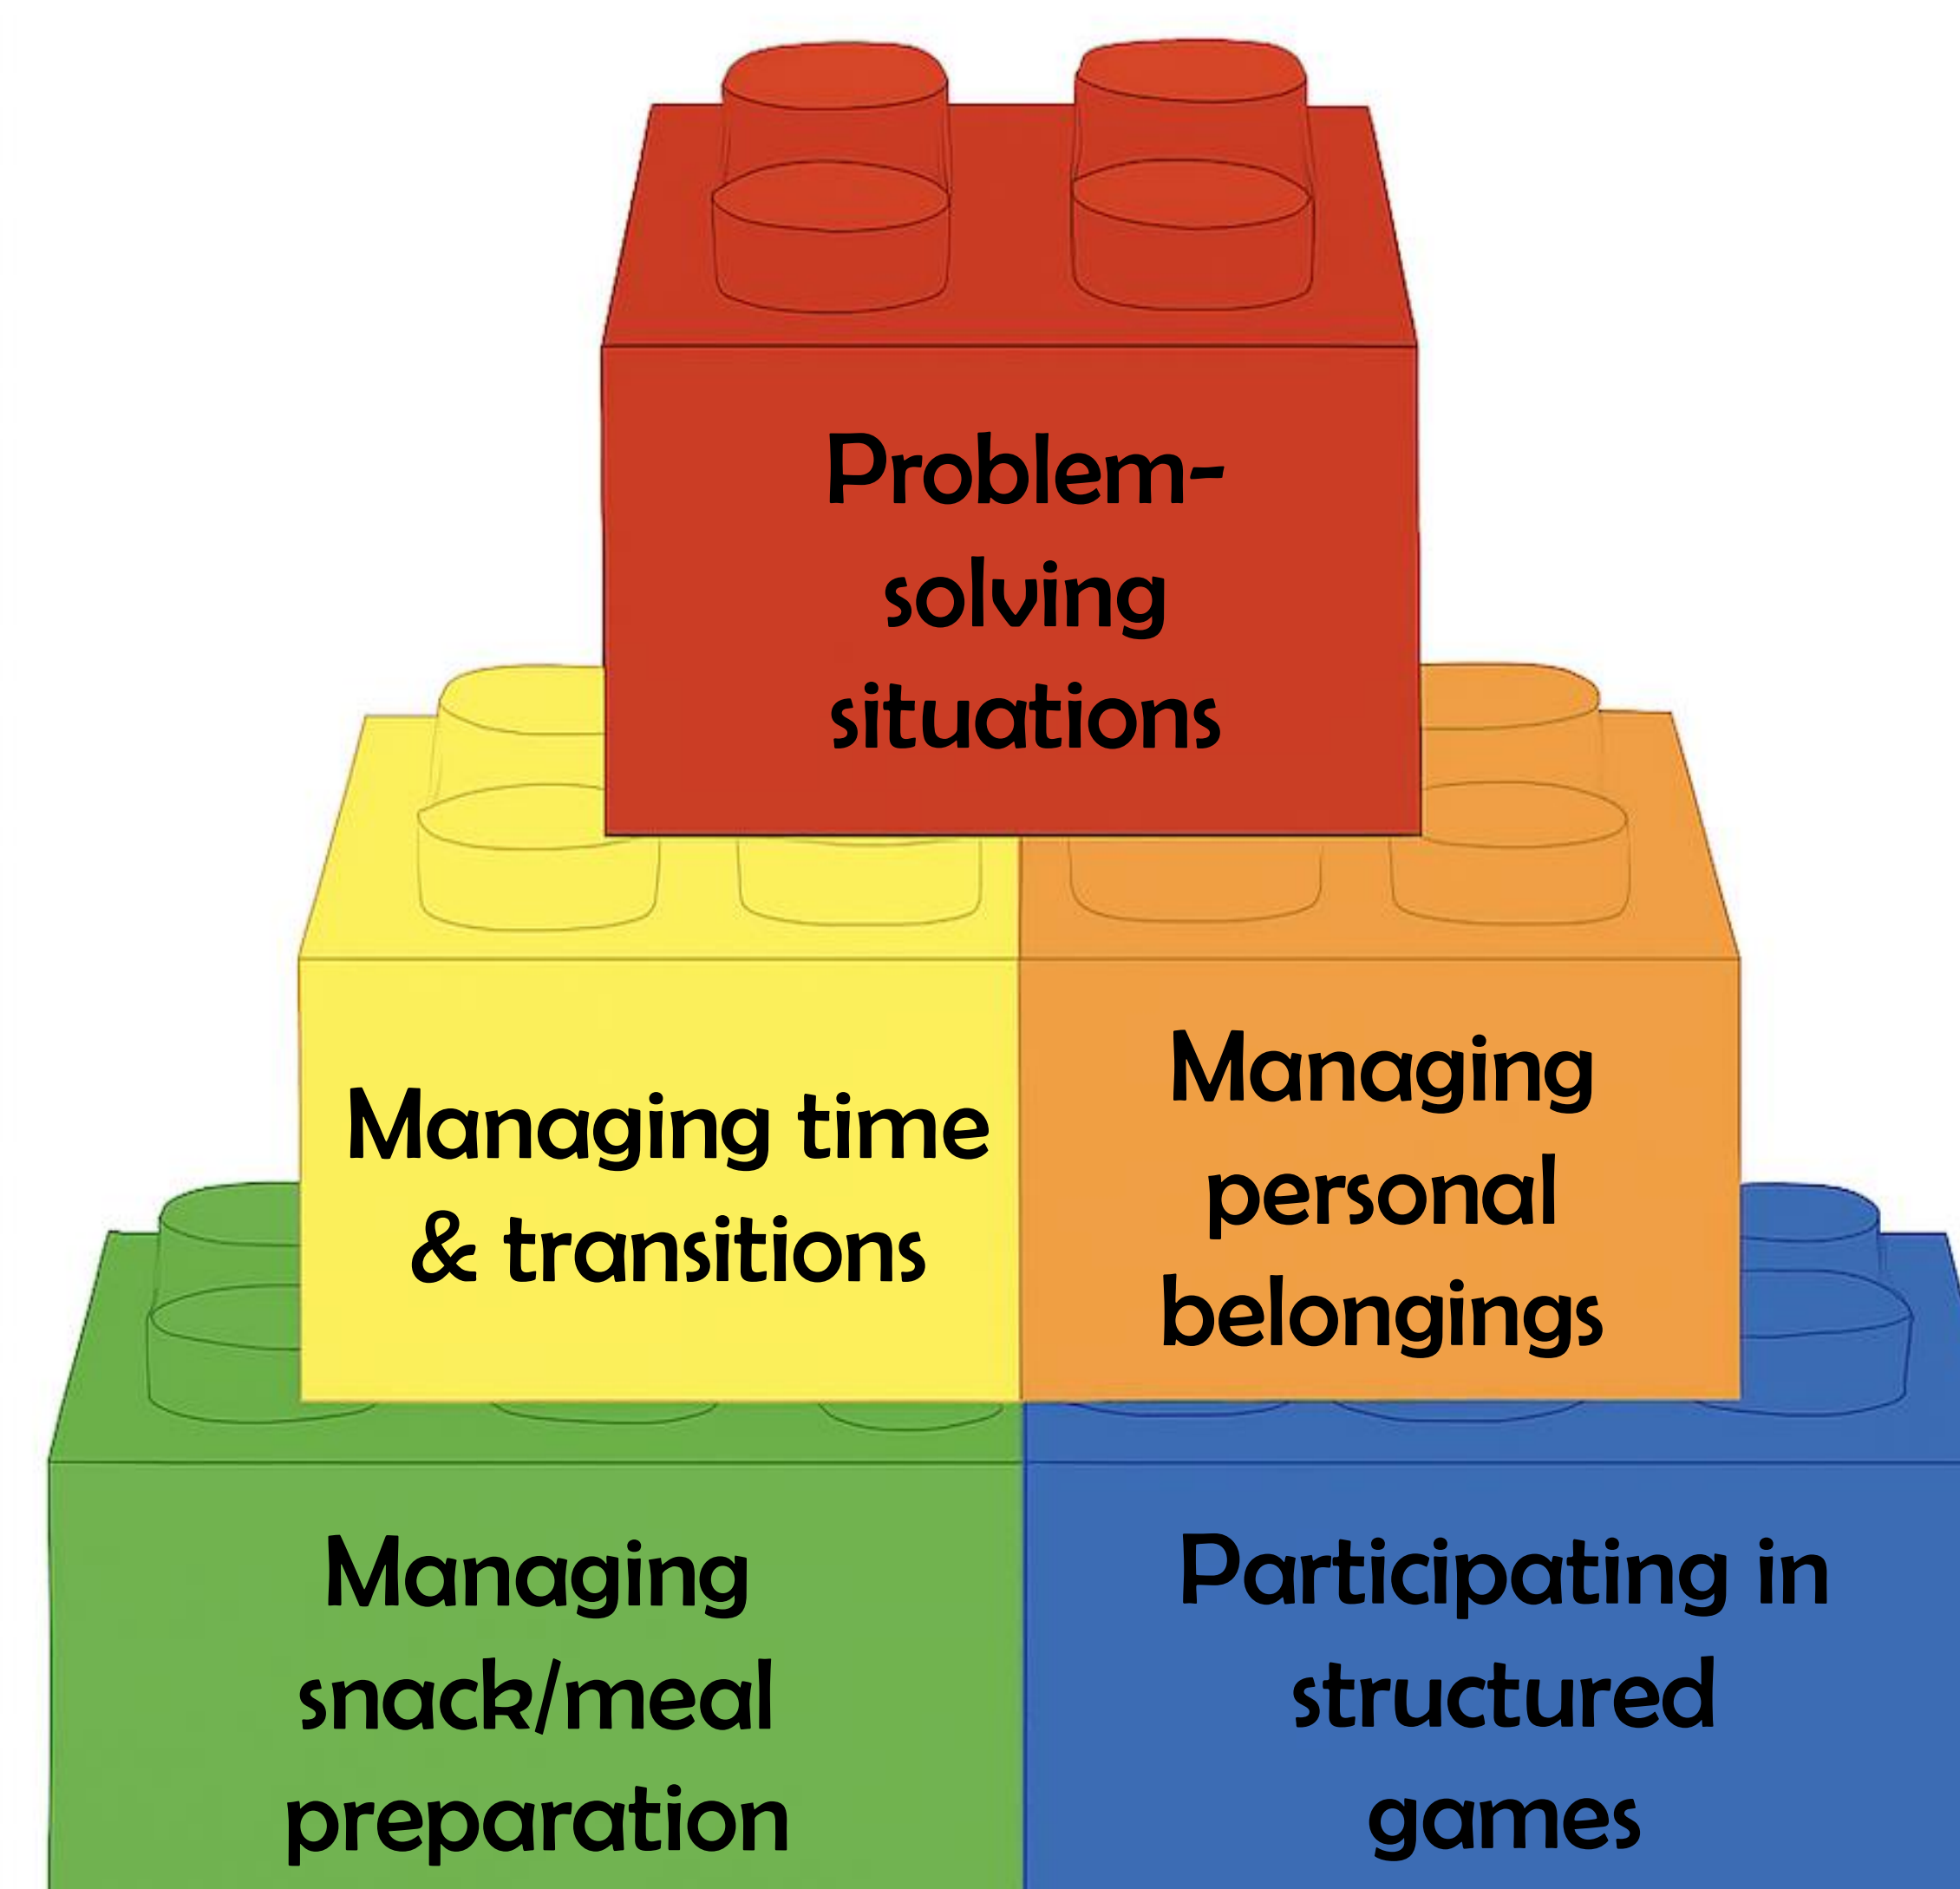 Problem-
solving
situations
Managing time
& transitions
Managing
personal
belongings
Managing
snack/meal
preparation
Participating in
structured
games